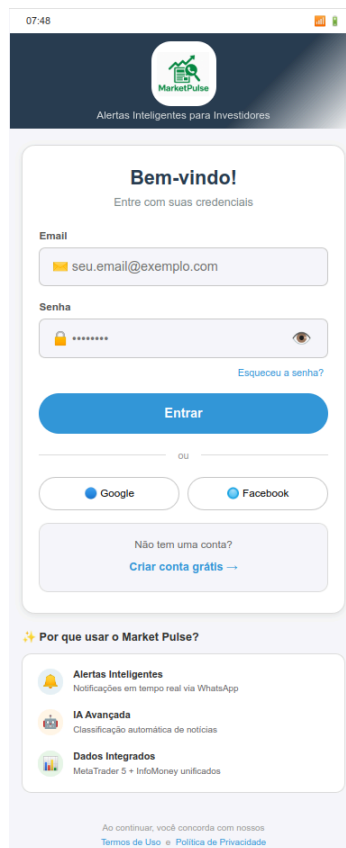 07:48
MarketPulse
Alertas Inteligentes para Investidores
Bem-vindo!
Entre com suas credenciais
Email
seu.email@exemplo.com
Senha
••••••••
Esqueceu a senha?
Entrar
ou
Google
Facebook
Não tem uma conta?
Criar conta grátis →
✨ Por que usar o Market Pulse?
Alertas Inteligentes
Notificações em tempo real via WhatsApp
IA Avançada
Classificação automática de notícias
Dados Integrados
MetaTrader 5 + InfoMoney unificados
Ao continuar, você concorda com nossos
Termos de Uso e Política de Privacidade